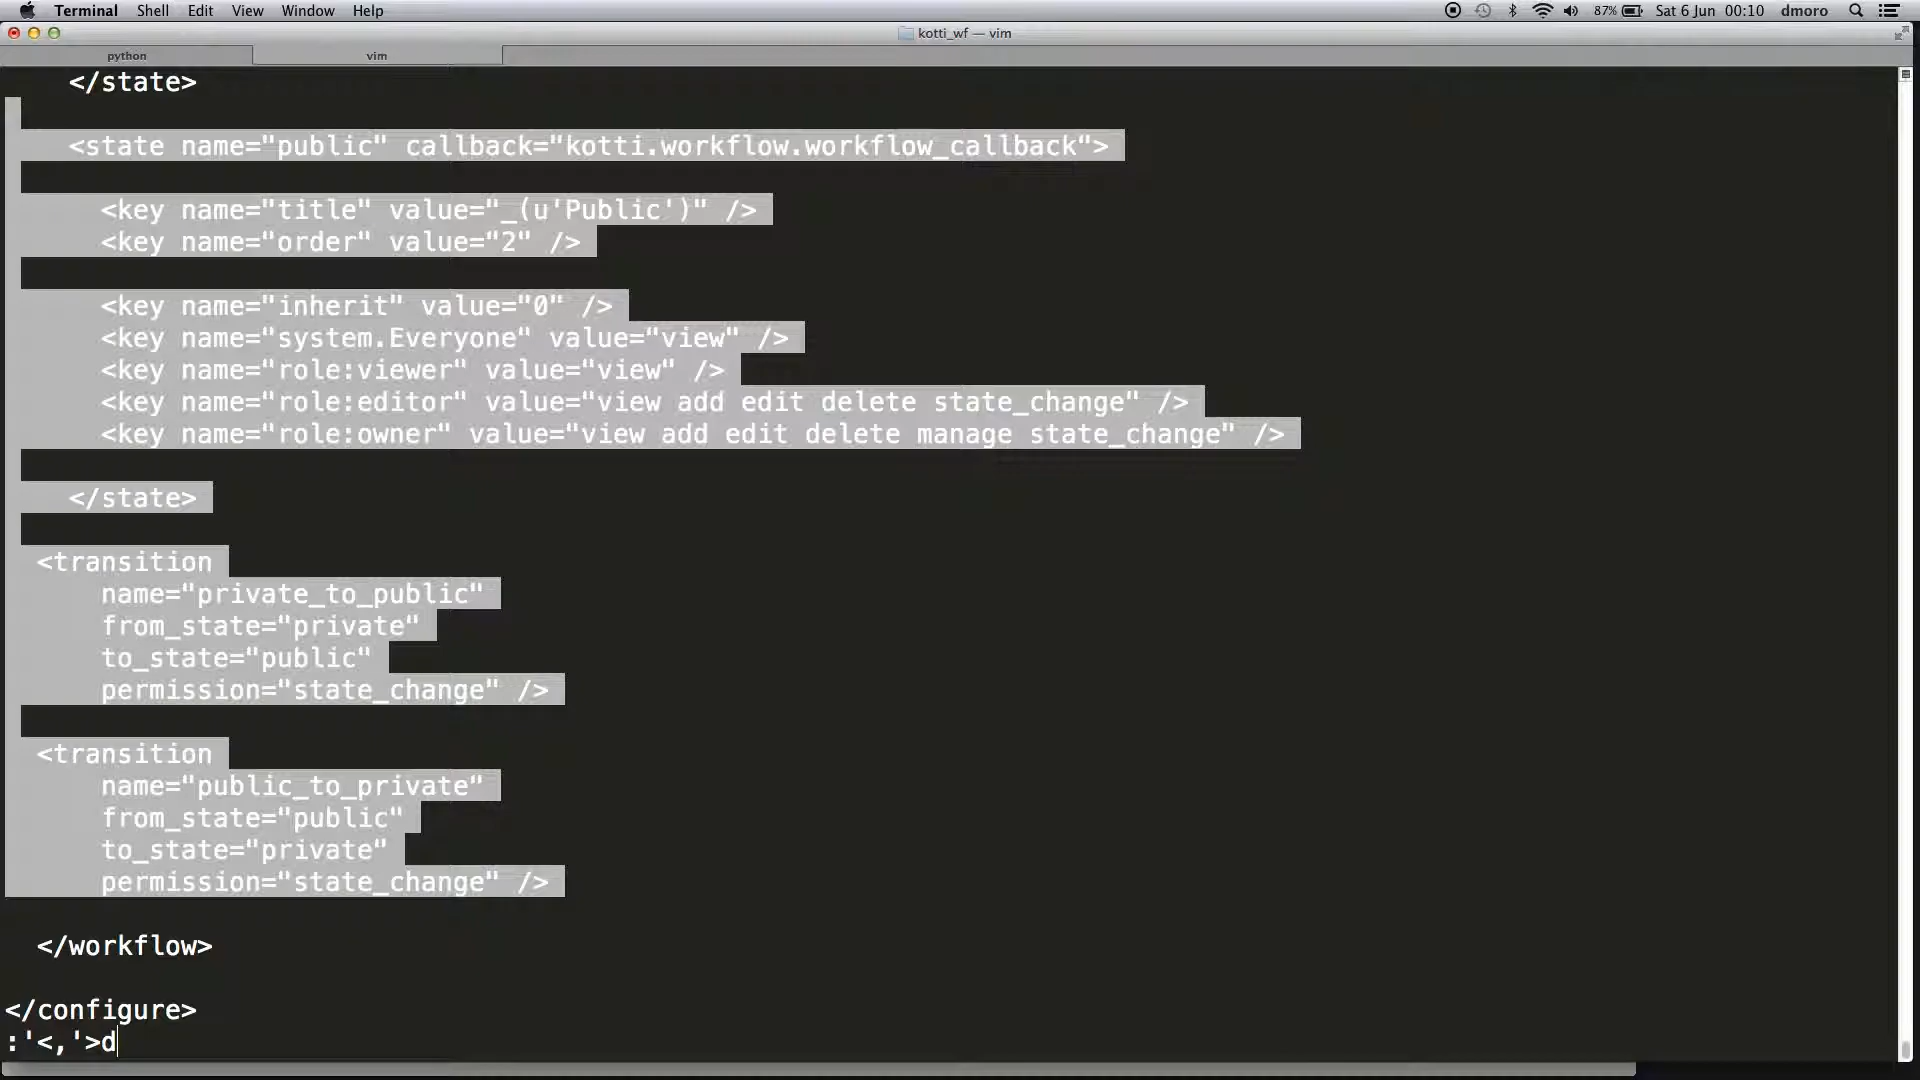 Terminal Shell Edit View Window Help 87% Sat 6 Jun 00:10 dmoro
kotti_wf — vim
python vim
</state>
<state name="public" callback="kotti.workflow.workflow_callback">
<key name="title" value="_(u'Public')" />
<key name="order" value="2" />
<key name="inherit" value="0" />
<key name="system.Everyone" value="view" />
<key name="role:viewer" value="view" />
<key name="role:editor" value="view add edit delete state_change" />
<key name="role:owner" value="view add edit delete manage state_change" />
</state>
<transition
name="private_to_public"
from_state="private"
to_state="public"
permission="state_change" />
<transition
name="public_to_private"
from_state="public"
to_state="private"
permission="state_change" />
</workflow>
</configure>
:'<,'>d